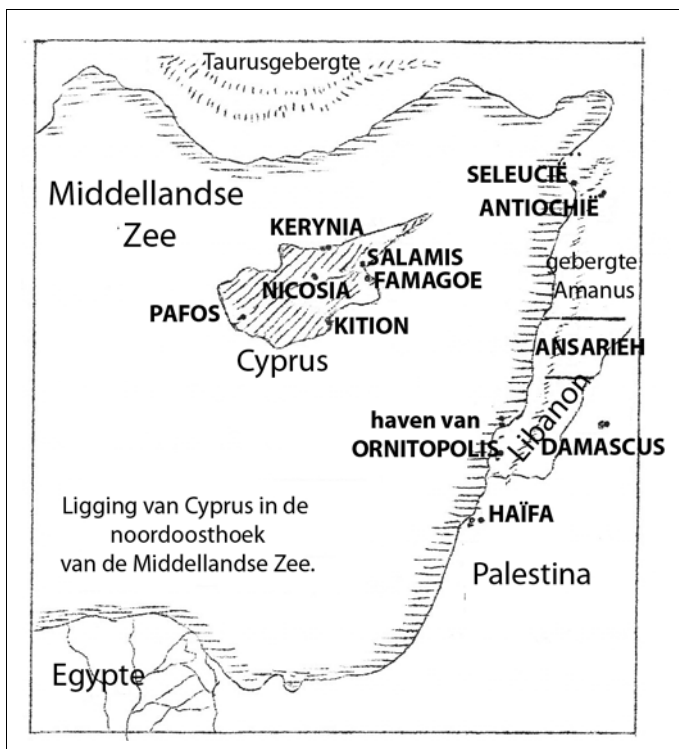 Taurusgebergte
Middellandse
Zee
SELEUCIË
ANTIOCHIË
KERYNIA
SALAMIS
FAMAGOE
NICOSIA
PAFOS
KITION
Cyprus
gebergte
Amanus
ANSARIEH
Libanon
haven van
ORNITOPOLIS
DAMASCUS
HAÏFA
Ligging van Cyprus in de
noordoosthoek
van de Middellandse Zee.
Palestina
Egypte